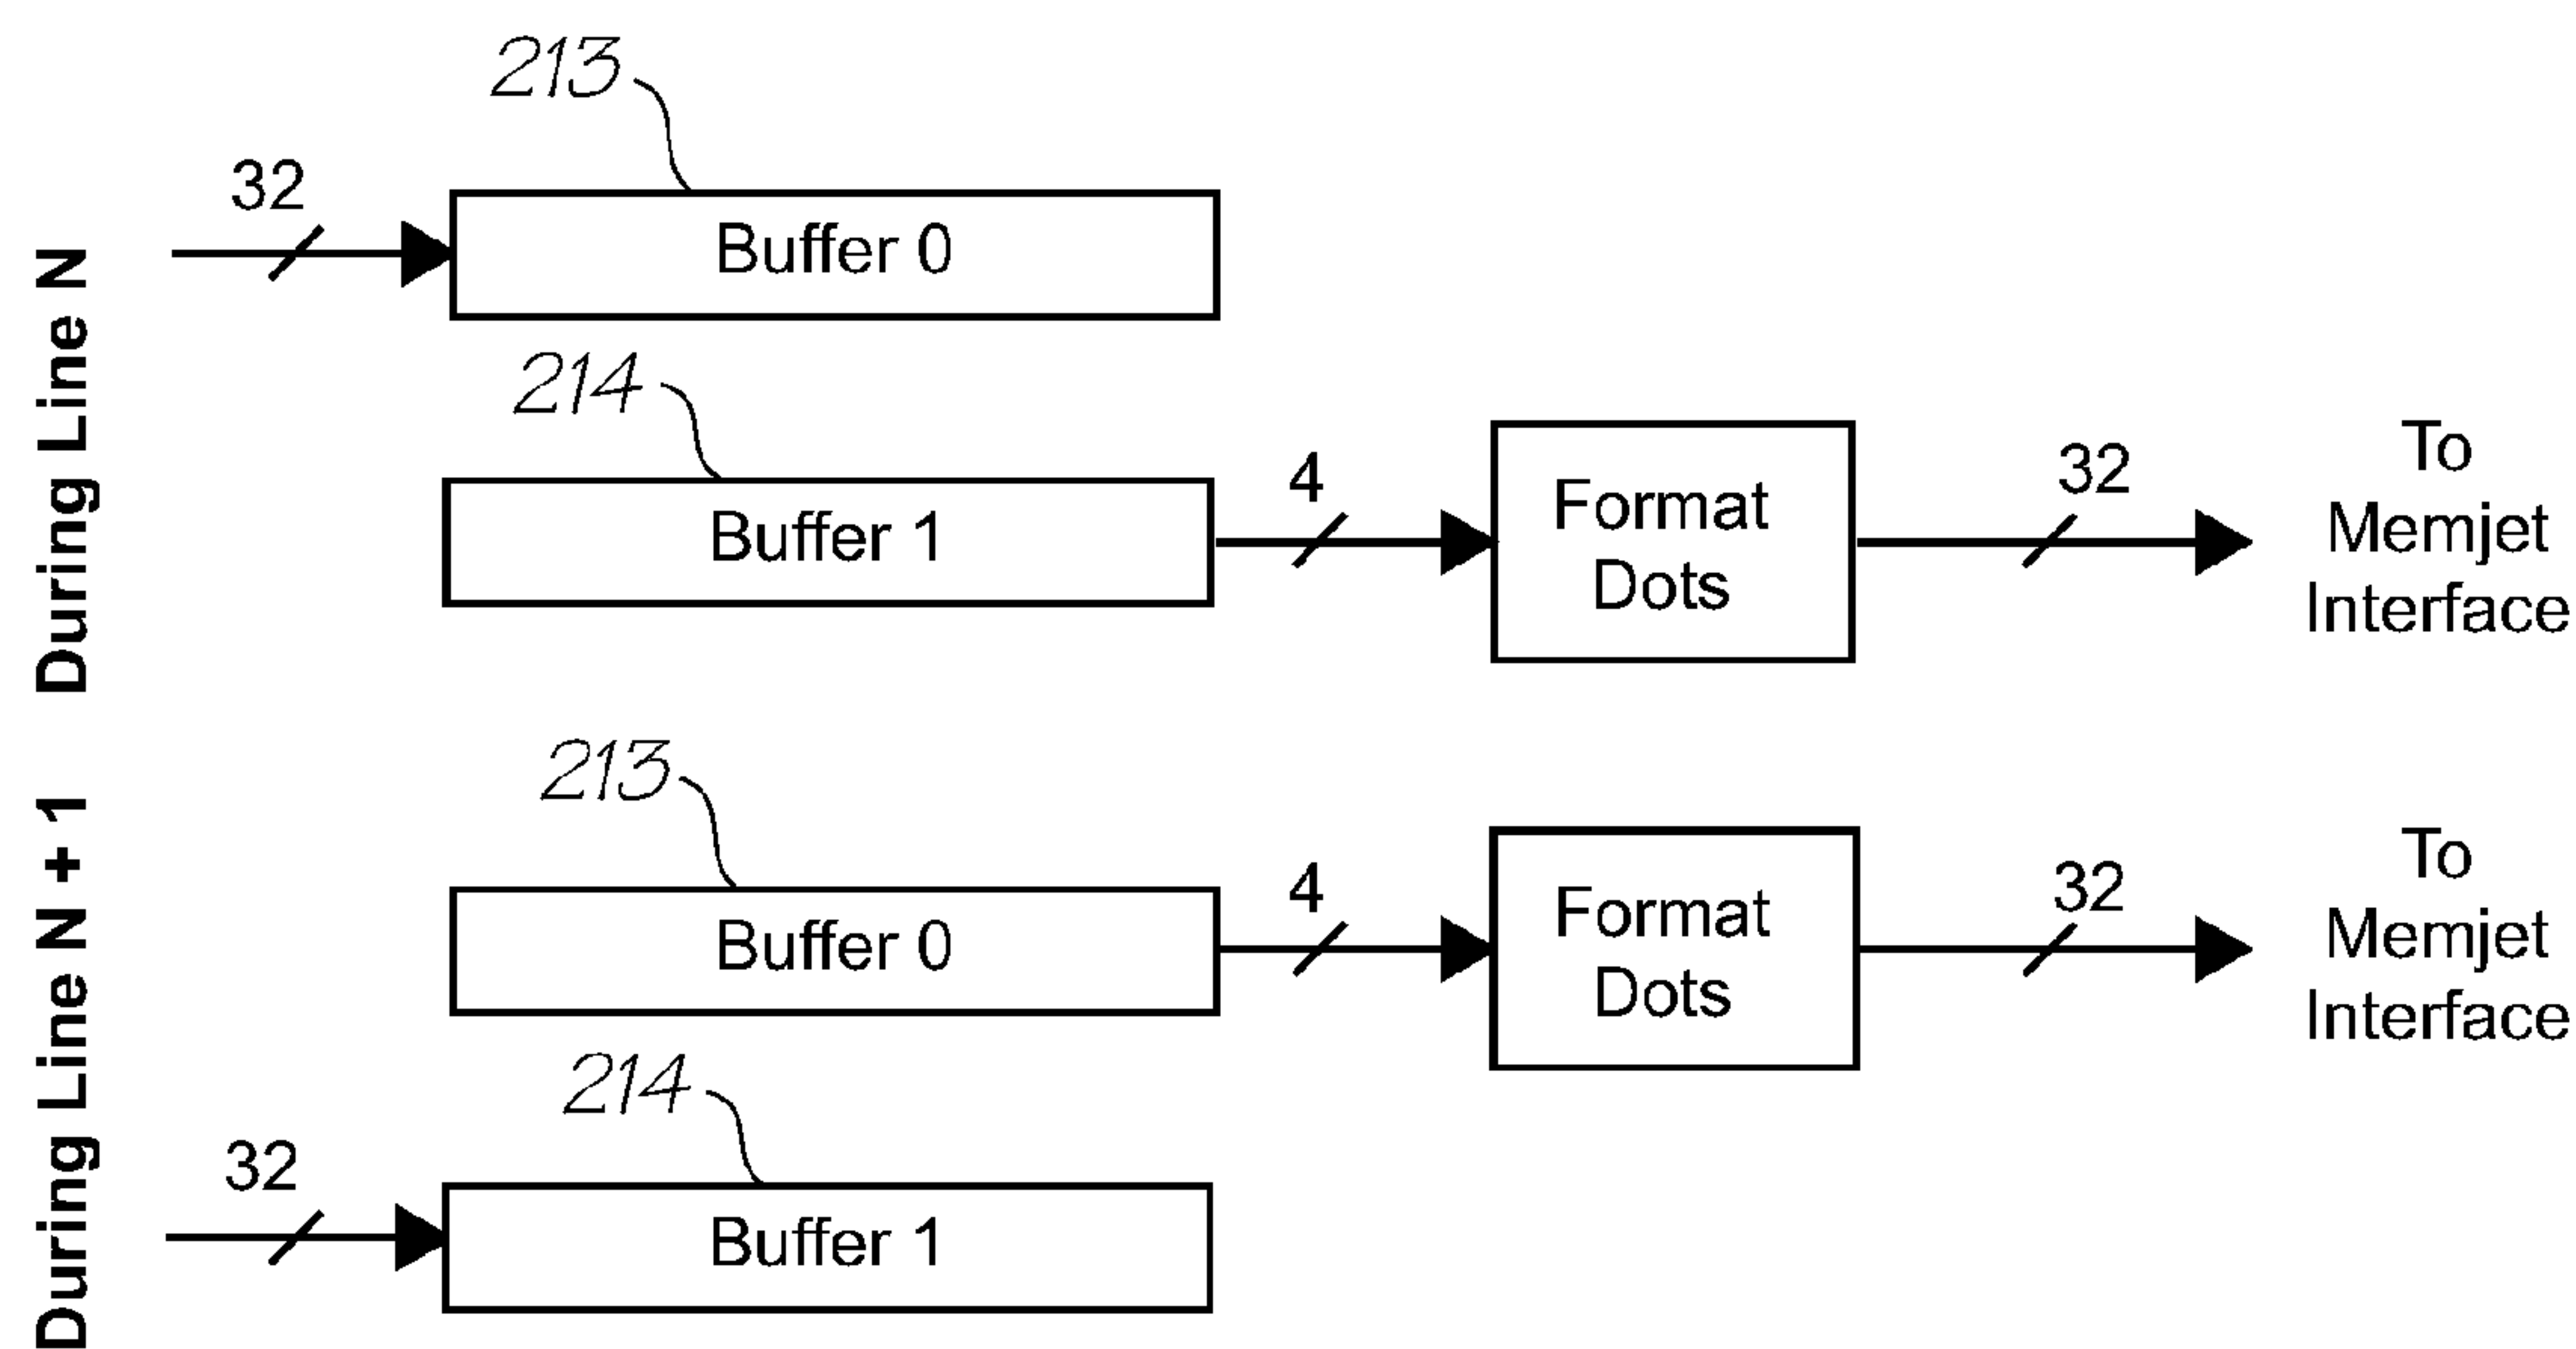 During Line N
213
32
Buffer 0
214
Buffer 1
4
Format
Dots
32
To
Memjet
Interface
During Line N + 1
213
Buffer 0
4
Format
Dots
32
To
Memjet
Interface
214
32
Buffer 1